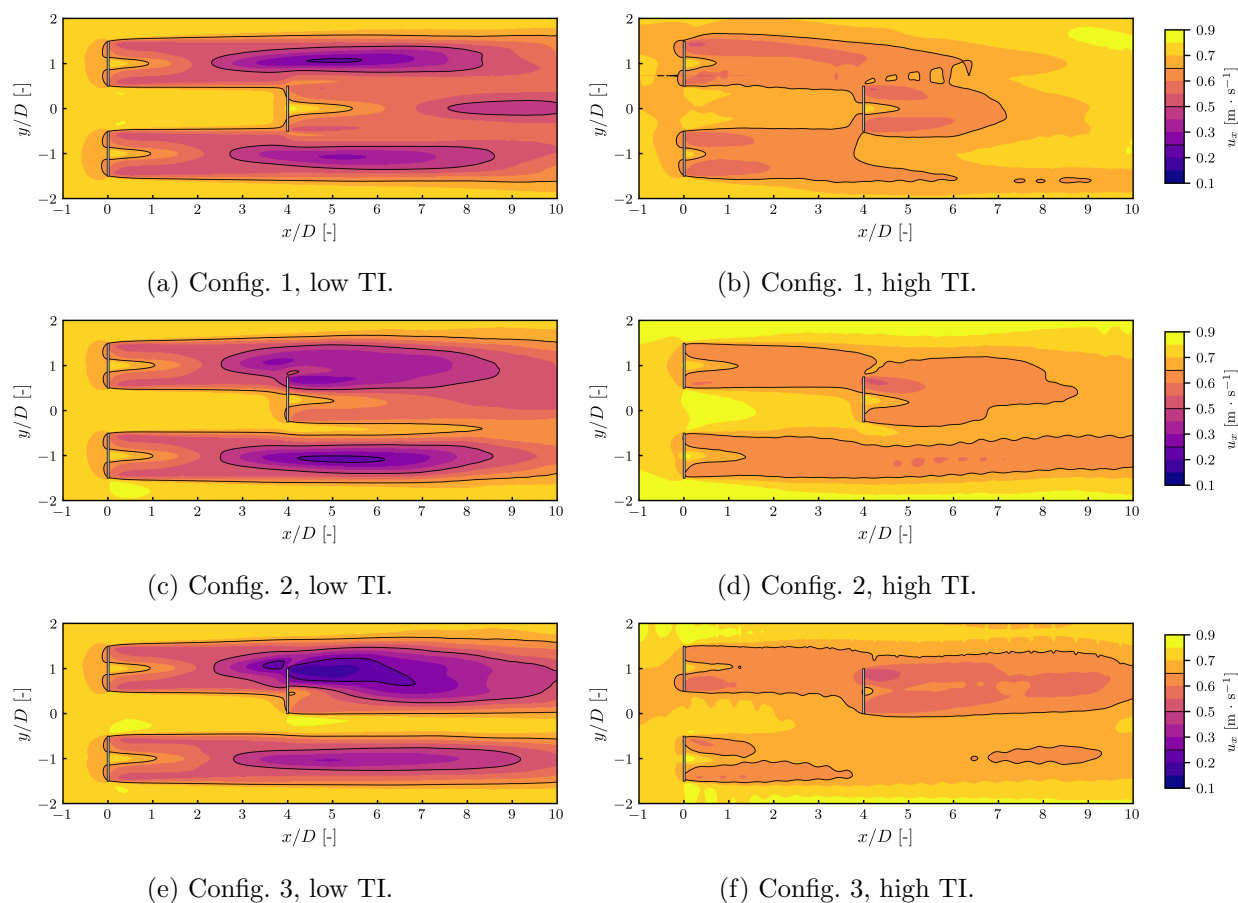 2
1
0
−1
−2
y/D [-]
−1 0 1 2 3 4 5 6 7 8 9 10
x/D [-]
2
1
0
−1
−2
y/D [-]
−1 0 1 2 3 4 5 6 7 8 9 10
x/D [-]
0.9
0.7
0.6
0.5
0.3
0.2
0.1
u_x [m · s⁻¹]
(a) Config. 1, low TI.
(b) Config. 1, high TI.
2
1
0
−1
−2
y/D [-]
−1 0 1 2 3 4 5 6 7 8 9 10
x/D [-]
2
1
0
−1
−2
y/D [-]
−1 0 1 2 3 4 5 6 7 8 9 10
x/D [-]
0.9
0.7
0.6
0.5
0.3
0.2
0.1
u_x [m · s⁻¹]
(c) Config. 2, low TI.
(d) Config. 2, high TI.
2
1
0
−1
−2
y/D [-]
−1 0 1 2 3 4 5 6 7 8 9 10
x/D [-]
2
1
0
−1
−2
y/D [-]
−1 0 1 2 3 4 5 6 7 8 9 10
x/D [-]
0.9
0.7
0.6
0.5
0.3
0.2
0.1
u_x [m · s⁻¹]
(e) Config. 3, low TI.
(f) Config. 3, high TI.